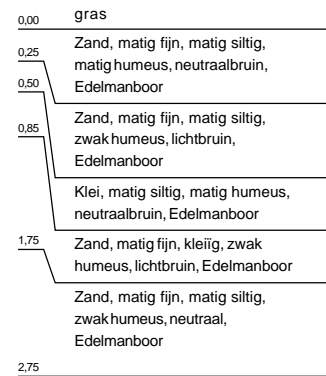 0,00 gras
Zand, matig fijn, matig siltig,
0,25 matig humeus, neutraalbruin,
0,50 Edelmanboor
Zand, matig fijn, matig siltig,
0,85 zwak humeus, lichtbruin,
Edelmanboor
Klei, matig siltig, matig humeus,
neutraalbruin, Edelmanboor
1,75 Zand, matig fijn, kleiïg, zwak
humeus, lichtbruin, Edelmanboor
Zand, matig fijn, matig siltig,
zwak humeus, neutraal,
Edelmanboor
2,75